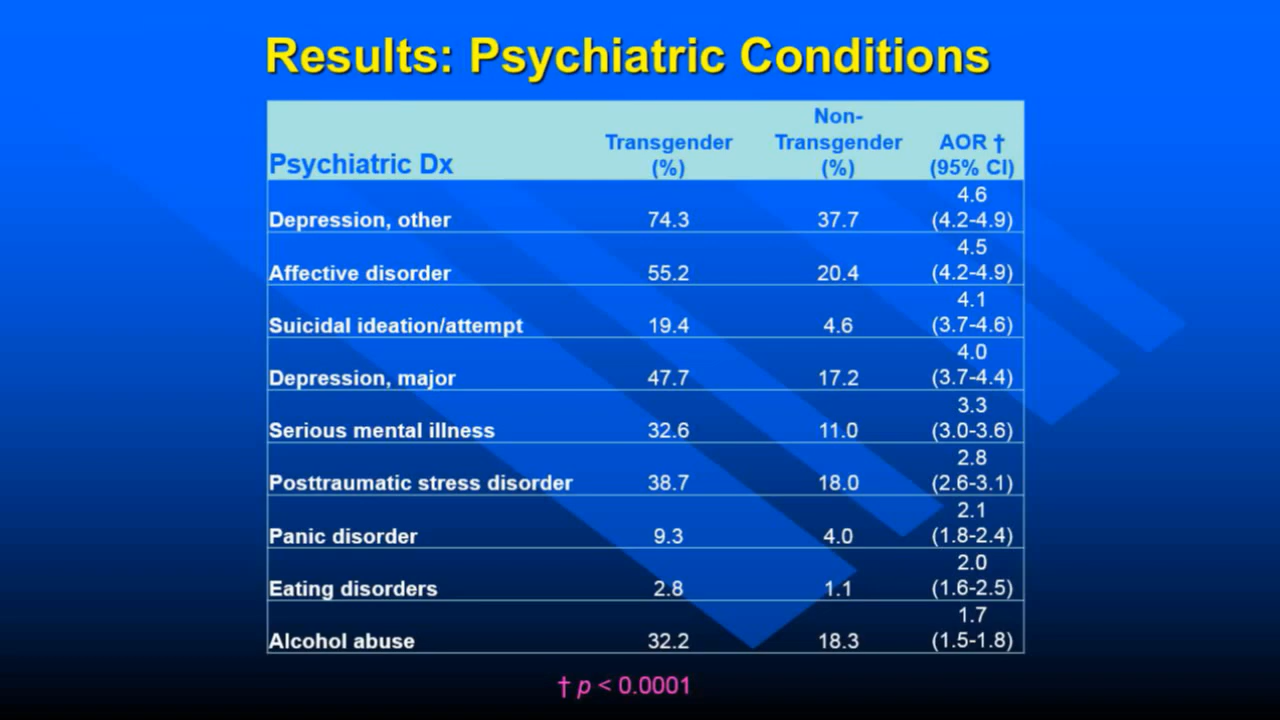 Results: Psychiatric Conditions
Psychiatric Dx Transgender (%) Non-Transgender (%) AOR † (95% CI)
Depression, other 74.3 37.7 4.6 (4.2-4.9)
Affective disorder 55.2 20.4 4.5 (4.2-4.9)
Suicidal ideation/attempt 19.4 4.6 4.1 (3.7-4.6)
Depression, major 47.7 17.2 4.0 (3.7-4.4)
Serious mental illness 32.6 11.0 3.3 (3.0-3.6)
Posttraumatic stress disorder 38.7 18.0 2.8 (2.6-3.1)
Panic disorder 9.3 4.0 2.1 (1.8-2.4)
Eating disorders 2.8 1.1 2.0 (1.6-2.5)
Alcohol abuse 32.2 18.3 1.7 (1.5-1.8)
† p < 0.0001